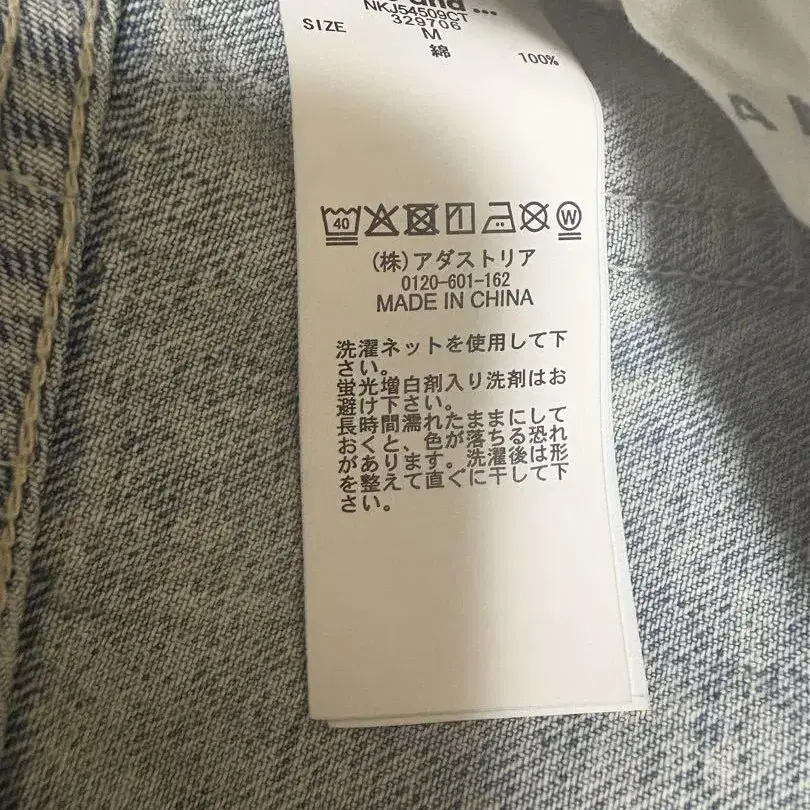 NKJ54509CT
329706
SIZE M
綿 100%
40 W
(株)アダストリア
0120-601-162
MADE IN CHINA
洗濯ネットを使用して下
さい。
蛍光増白剤入り洗剤はお
避け下さい。
長時間濡れたままにして
おくと、色が落ちる恐れ
があります。洗濯後は形
を整えて直ぐに干して下
さい。